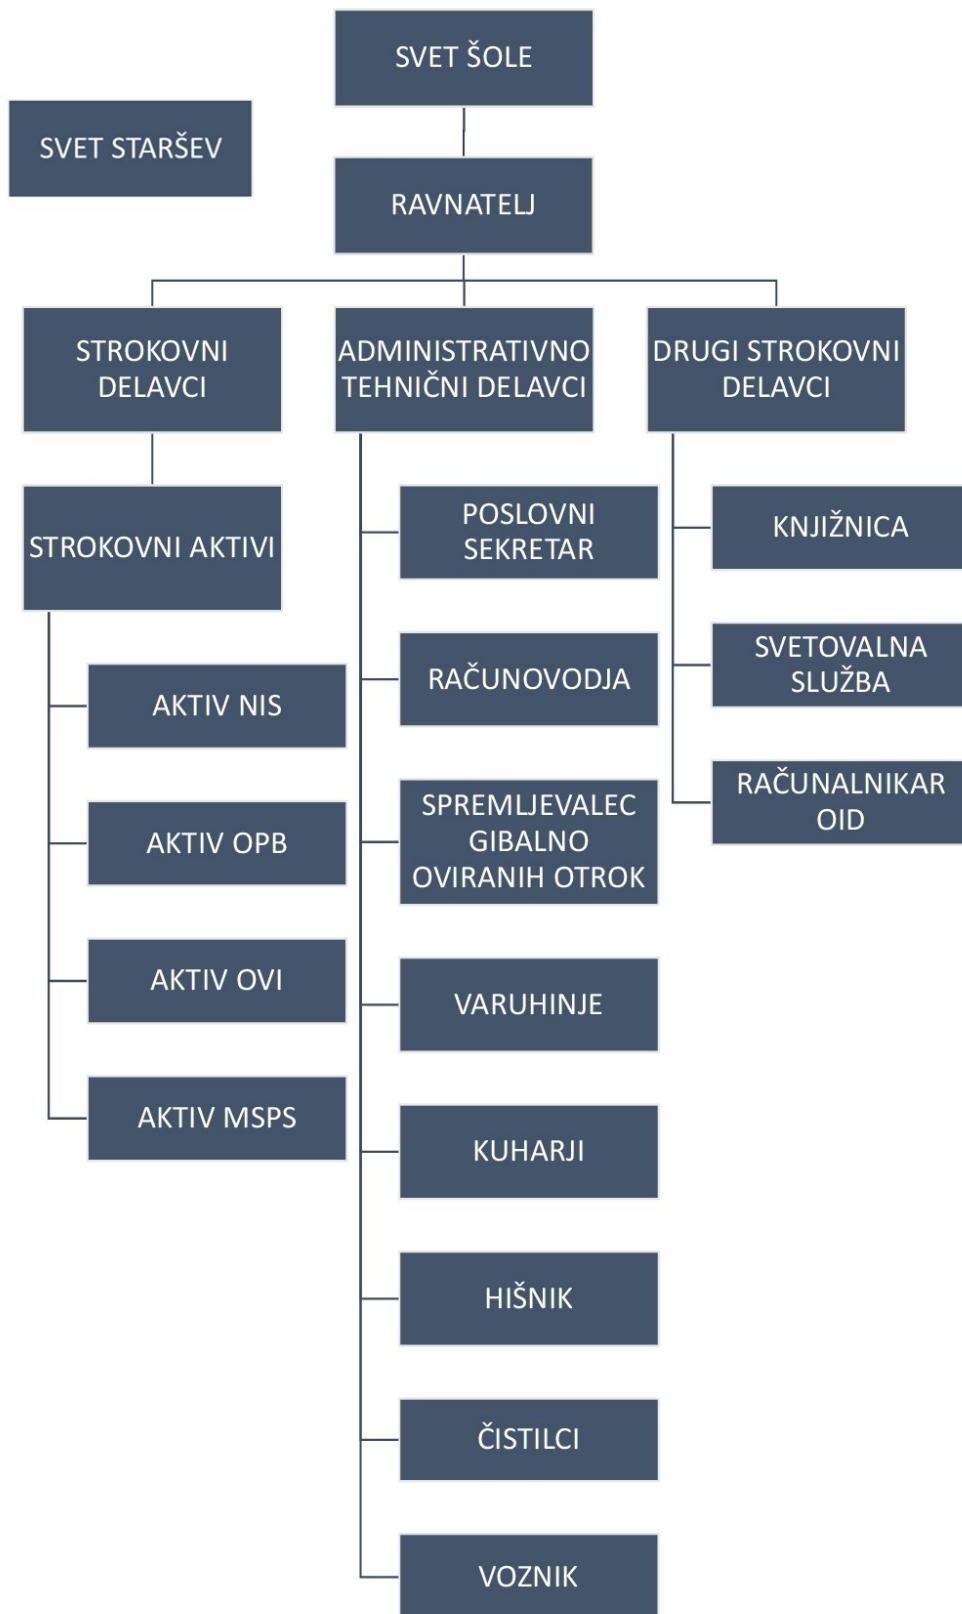 SVET ŠOLE
SVET STARŠEV
RAVNATELJ
STROKOVNI
DELAVCI
ADMINISTRATIVNO
TEHNIČNI DELAVCI
DRUGI STROKOVNI
DELAVCI
STROKOVNI AKTIVI
AKTIV NIS
AKTIV OPB
AKTIV OVI
AKTIV MSPS
POSLOVNI
SEKRETAR
RAČUNOVODJA
SPREMLJEVALEC
GIBALNO
OVIRANIH OTROK
VARUHINJE
KUHARJI
HIŠNIK
ČISTILCI
VOZNIK
KNJIŽNICA
SVETOVALNA
SLUŽBA
RAČUNALNIKAR
OID